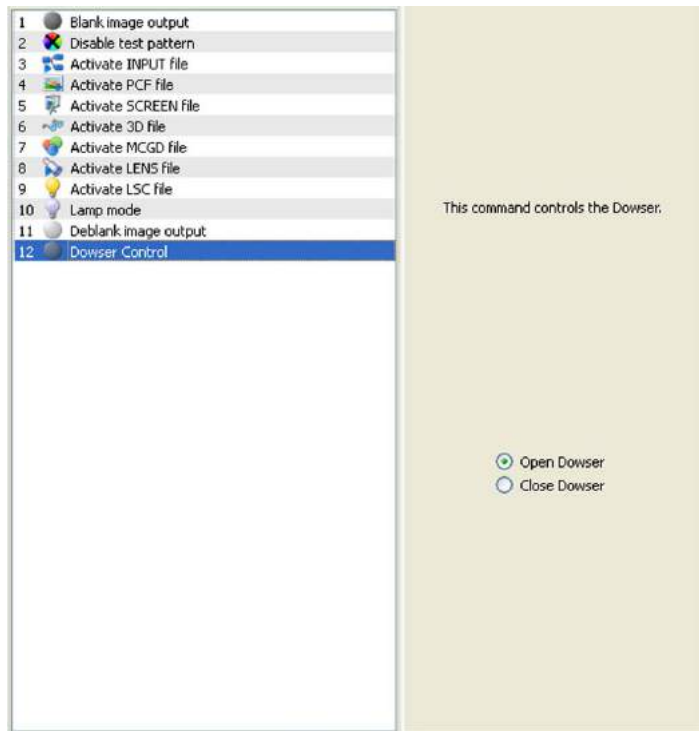 1 Blank image output
2 Disable test pattern
3 Activate INPUT file
4 Activate PCF file
5 Activate SCREEN file
6 Activate 3D file
7 Activate MCGD file
8 Activate LENS file
9 Activate LSC file
10 Lamp mode
11 Deblank image output
12 Dowser Control
This command controls the Dowser.
Open Dowser
Close Dowser